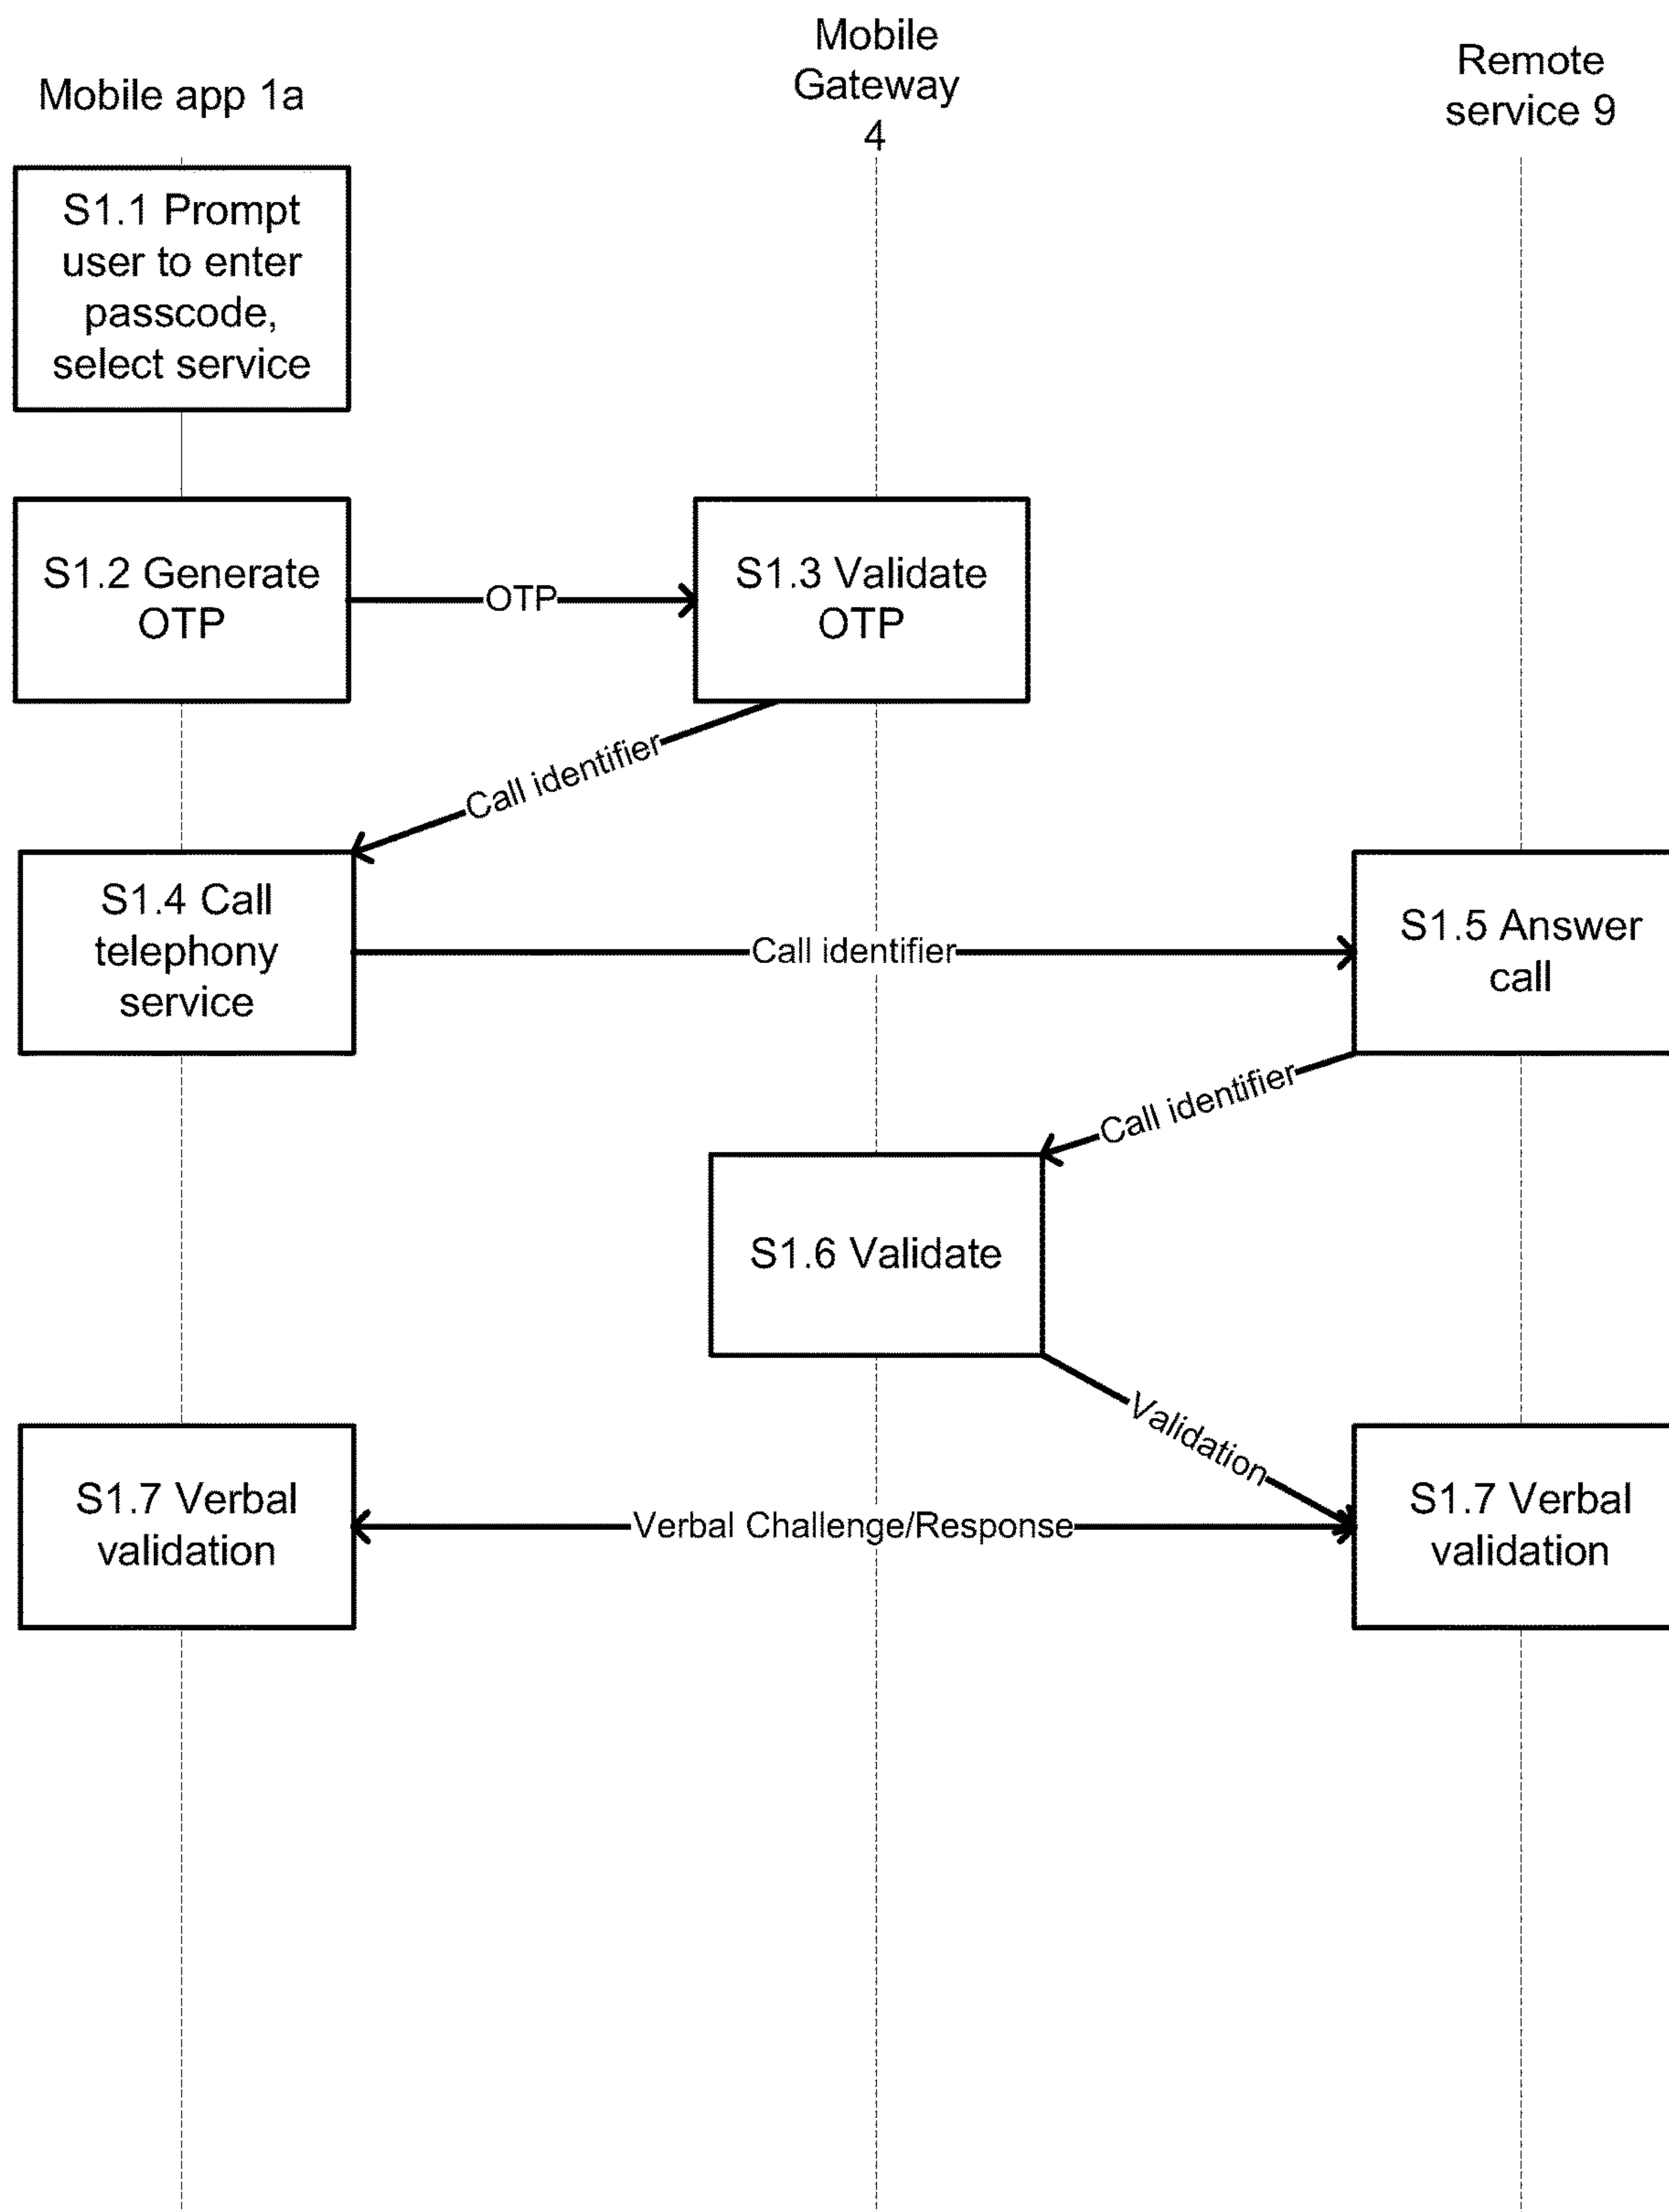 Mobile app 1a
Mobile
Gateway
4
Remote
service 9
S1.1 Prompt
user to enter
passcode,
select service
S1.2 Generate
OTP
OTP
S1.3 Validate
OTP
Call identifier
S1.4 Call
telephony
service
Call identifier
S1.5 Answer
call
Call identifier
S1.6 Validate
Validation
S1.7 Verbal
validation
Verbal Challenge/Response
S1.7 Verbal
validation